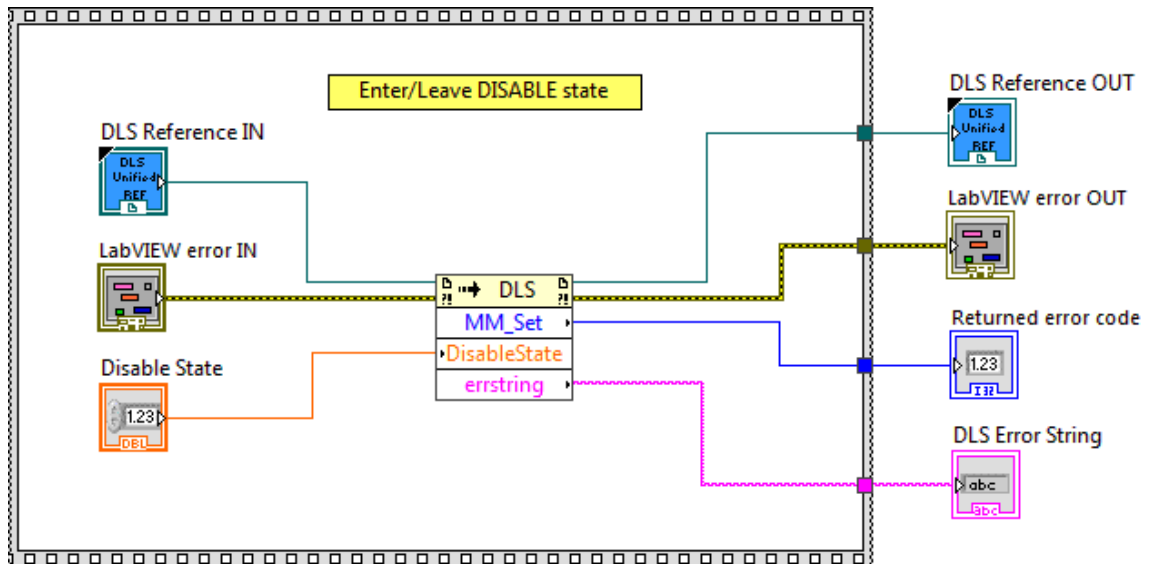 Enter/Leave DISABLE state
DLS Reference IN
DLS
Unified
REF
LabVIEW error IN
Disable State
1.23
DBL
?! DLS ?!
MM_Set
DisableState
errstring
DLS Reference OUT
DLS
Unified
REF
LabVIEW error OUT
Returned error code
1.23
I32
DLS Error String
abc
abc